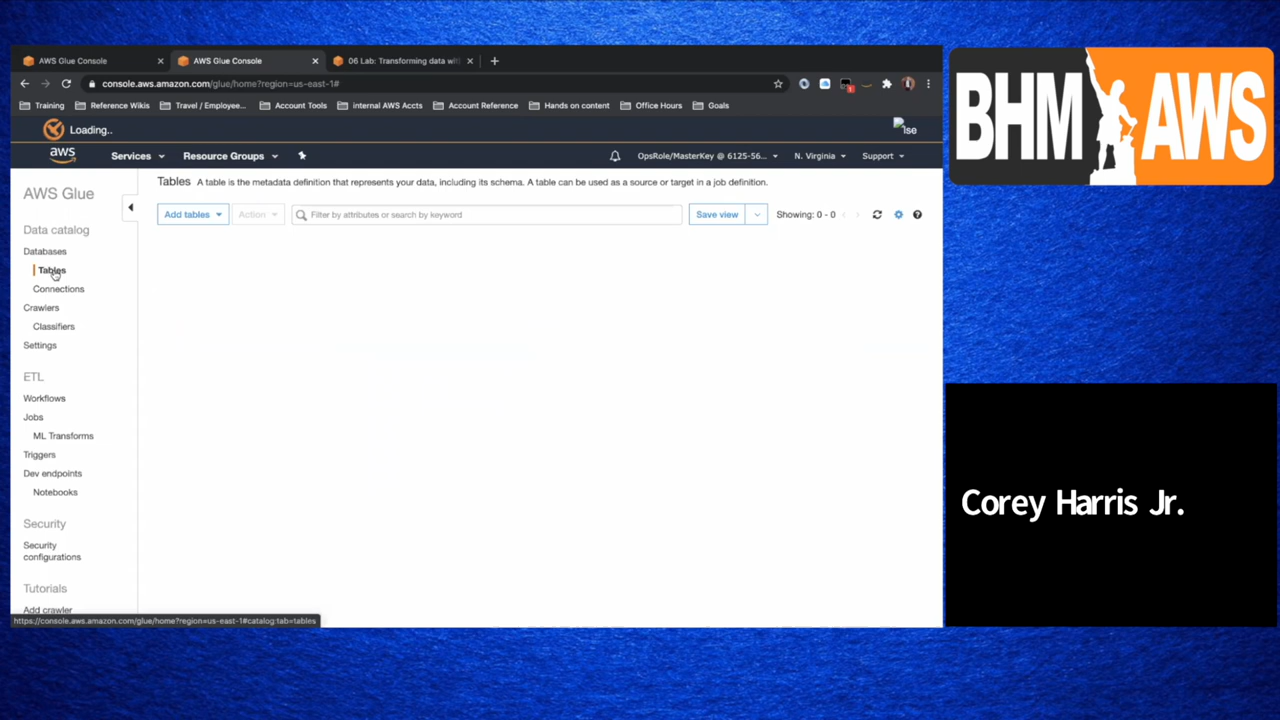 AWS Glue Console
AWS Glue Console
06 Lab: Transforming data wit
console.aws.amazon.com/glue/home?region=us-east-1#
Training
Reference Wikis
Travel / Employee...
Account Tools
internal AWS Accts
Account Reference
Hands on content
Office Hours
Goals
Loading..
Ise
aws
Services
Resource Groups
OpsRole/MasterKey @ 6125-56...
N. Virginia
Support
AWS Glue
Data catalog
Databases
Tables
Connections
Crawlers
Classifiers
Settings
ETL
Workflows
Jobs
ML Transforms
Triggers
Dev endpoints
Notebooks
Security
Security
configurations
Tutorials
Add crawler
Tables A table is the metadata definition that represents your data, including its schema. A table can be used as a source or target in a job definition.
Add tables
Action
Filter by attributes or search by keyword
Save view
Showing: 0 - 0
https://console.aws.amazon.com/glue/home?region=us-east-1#catalog:tab=tables
BHM AWS
Corey Harris Jr.